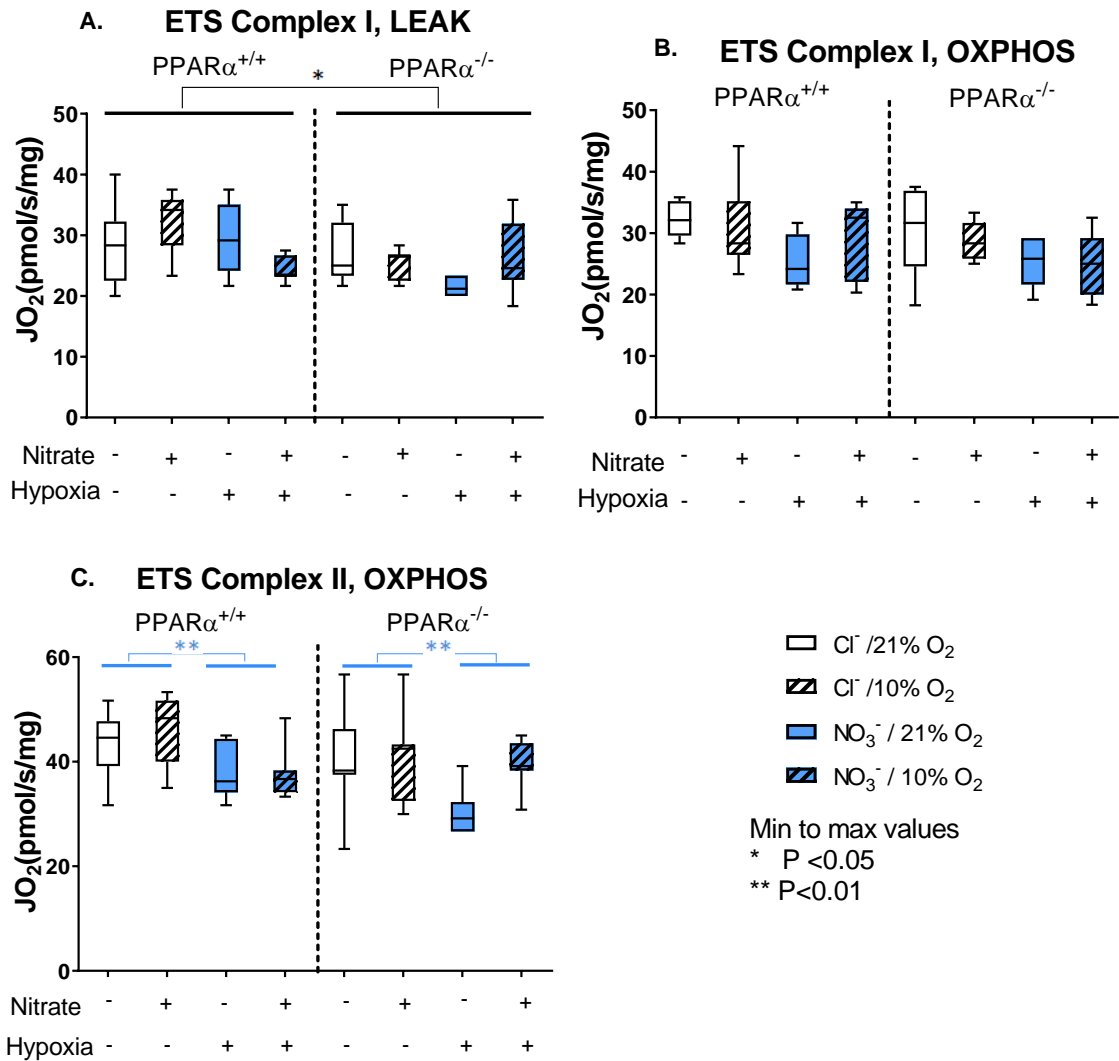 A. ETS Complex I, LEAK
PPARα+/+ * PPARα-/-
50
40
30
20
10
0
JO2(pmol/s/mg)
Nitrate - + - + - + - +
Hypoxia - - + + - - + +
B. ETS Complex I, OXPHOS
PPARα+/+ PPARα-/-
50
40
30
20
10
0
JO2(pmol/s/mg)
Nitrate - + - + - + - +
Hypoxia - - + + - - + +
C. ETS Complex II, OXPHOS
PPARα+/+ PPARα-/-
** **
60
40
20
0
JO2(pmol/s/mg)
Nitrate - + - + - + - +
Hypoxia - - + + - - + +
Cl- /21% O2
Cl- /10% O2
NO3- / 21% O2
NO3- / 10% O2
Min to max values
* P <0.05
** P<0.01